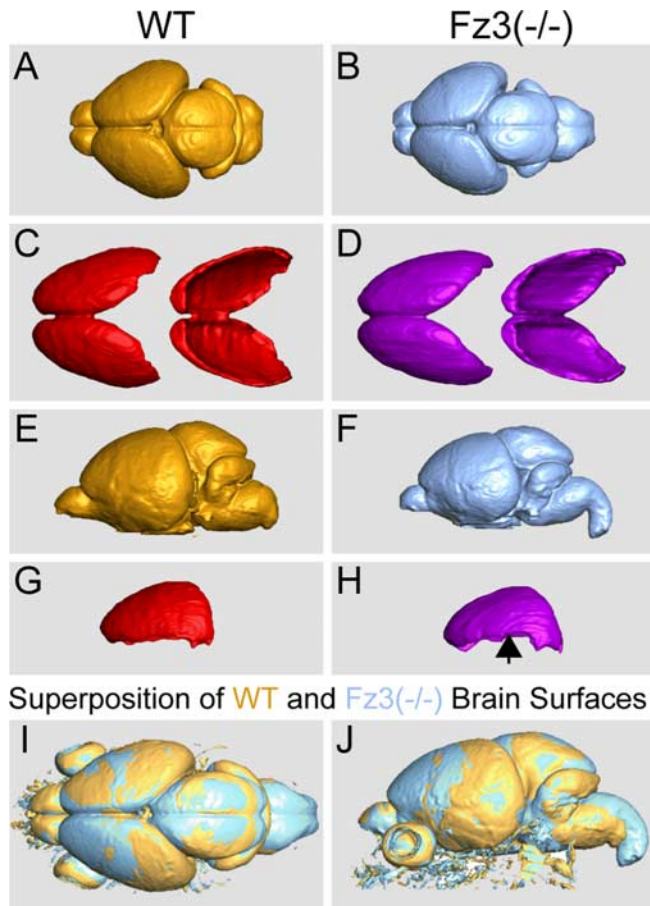 WT Fz3(-/-)
A B
C D
E F
G H
Superposition of WT and Fz3(-/-) Brain Surfaces
I J